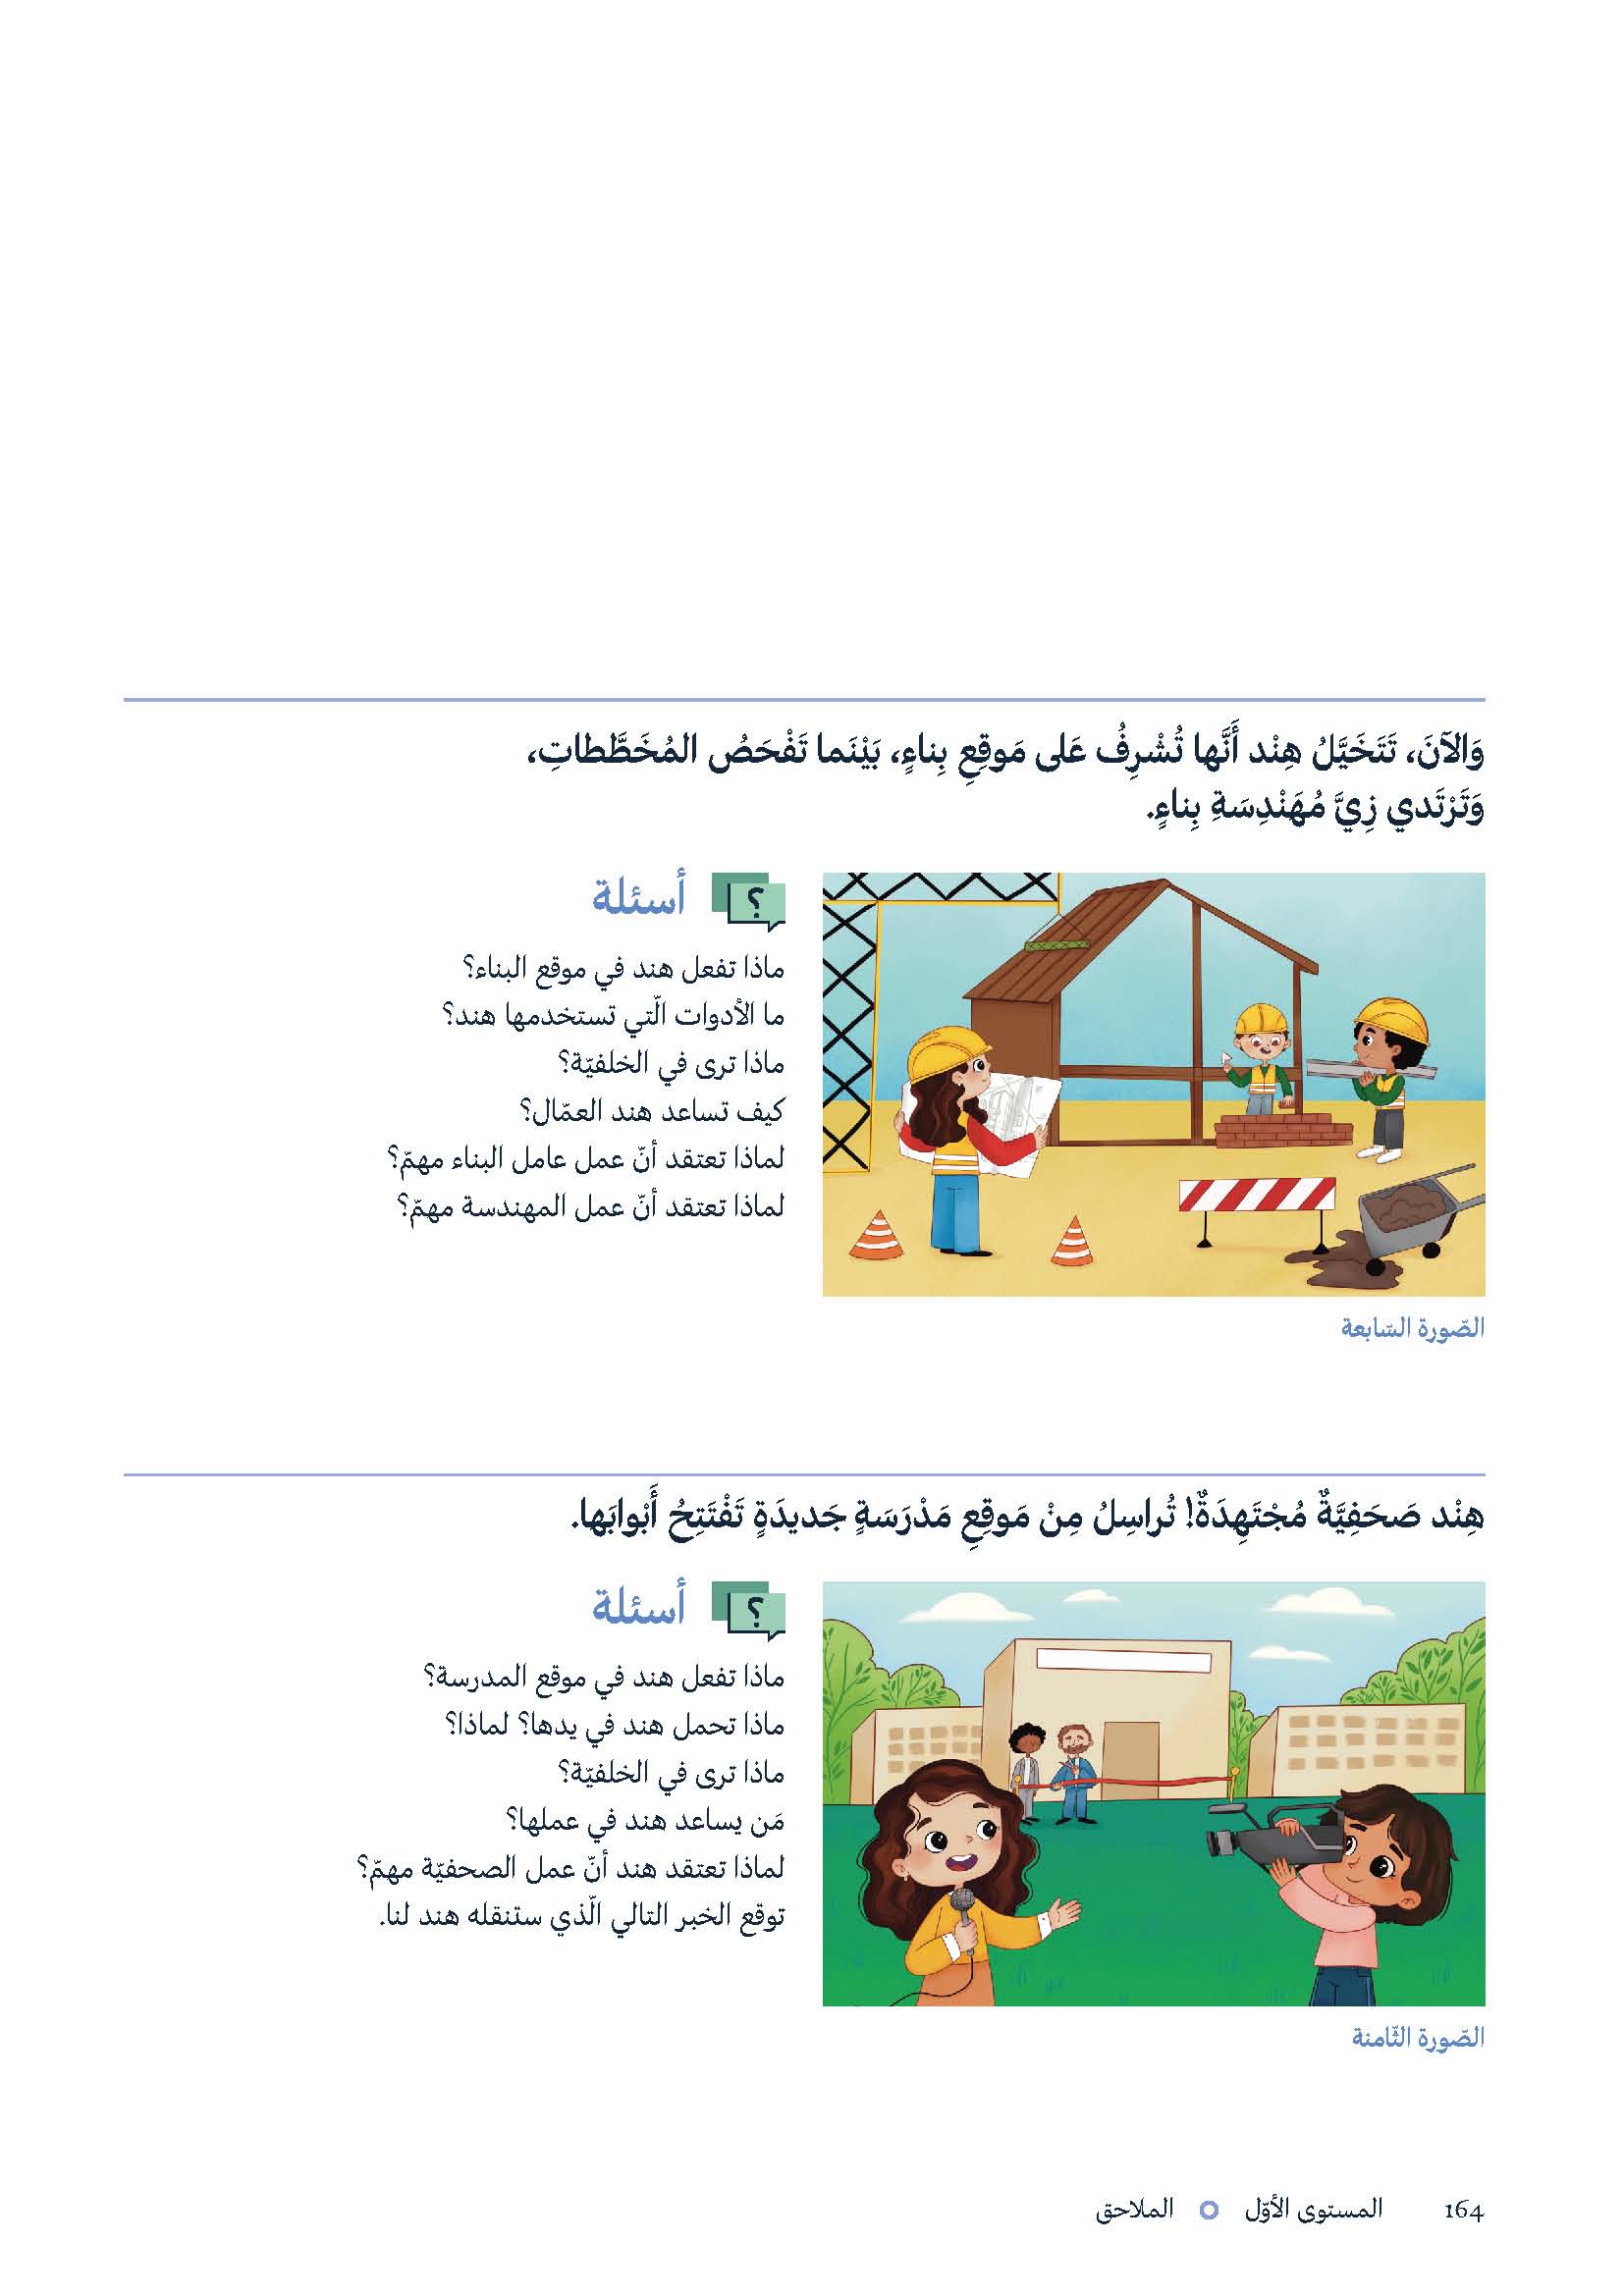 وَالآنَ، تَتَخَيَّلُ هِنْد أَنَّها تُشْرِفُ عَلى مَوقِعِ بِناءٍ، بَيْنَما تَفْحَصُ المُخَطَّطاتِ،
وَتَرْتَدي زِيَّ مُهَنْدِسَةِ بِناءٍ.
؟ أسئلة
ماذا تفعل هند في موقع البناء؟
ما الأدوات الّتي تستخدمها هند؟
ماذا ترى في الخلفيّة؟
كيف تساعد هند العمّال؟
لماذا تعتقد أنّ عمل عامل البناء مهمّ؟
لماذا تعتقد أنّ عمل المهندسة مهمّ؟
الصّورة السّابعة
هِنْد صَحَفِيَّةٌ مُجْتَهِدَةٌ! تُراسِلُ مِنْ مَوقِعِ مَدْرَسَةٍ جَديدَةٍ تَفْتَتِحُ أَبْوابَها.
؟ أسئلة
ماذا تفعل هند في موقع المدرسة؟
ماذا تحمل هند في يدها؟ لماذا؟
ماذا ترى في الخلفيّة؟
مَن يساعد هند في عملها؟
لماذا تعتقد هند أنّ عمل الصحفيّة مهمّ؟
توقع الخبر التالي الّذي ستنقله هند لنا.
الصّورة الثّامنة
164 المستوى الأوّل الملاحق